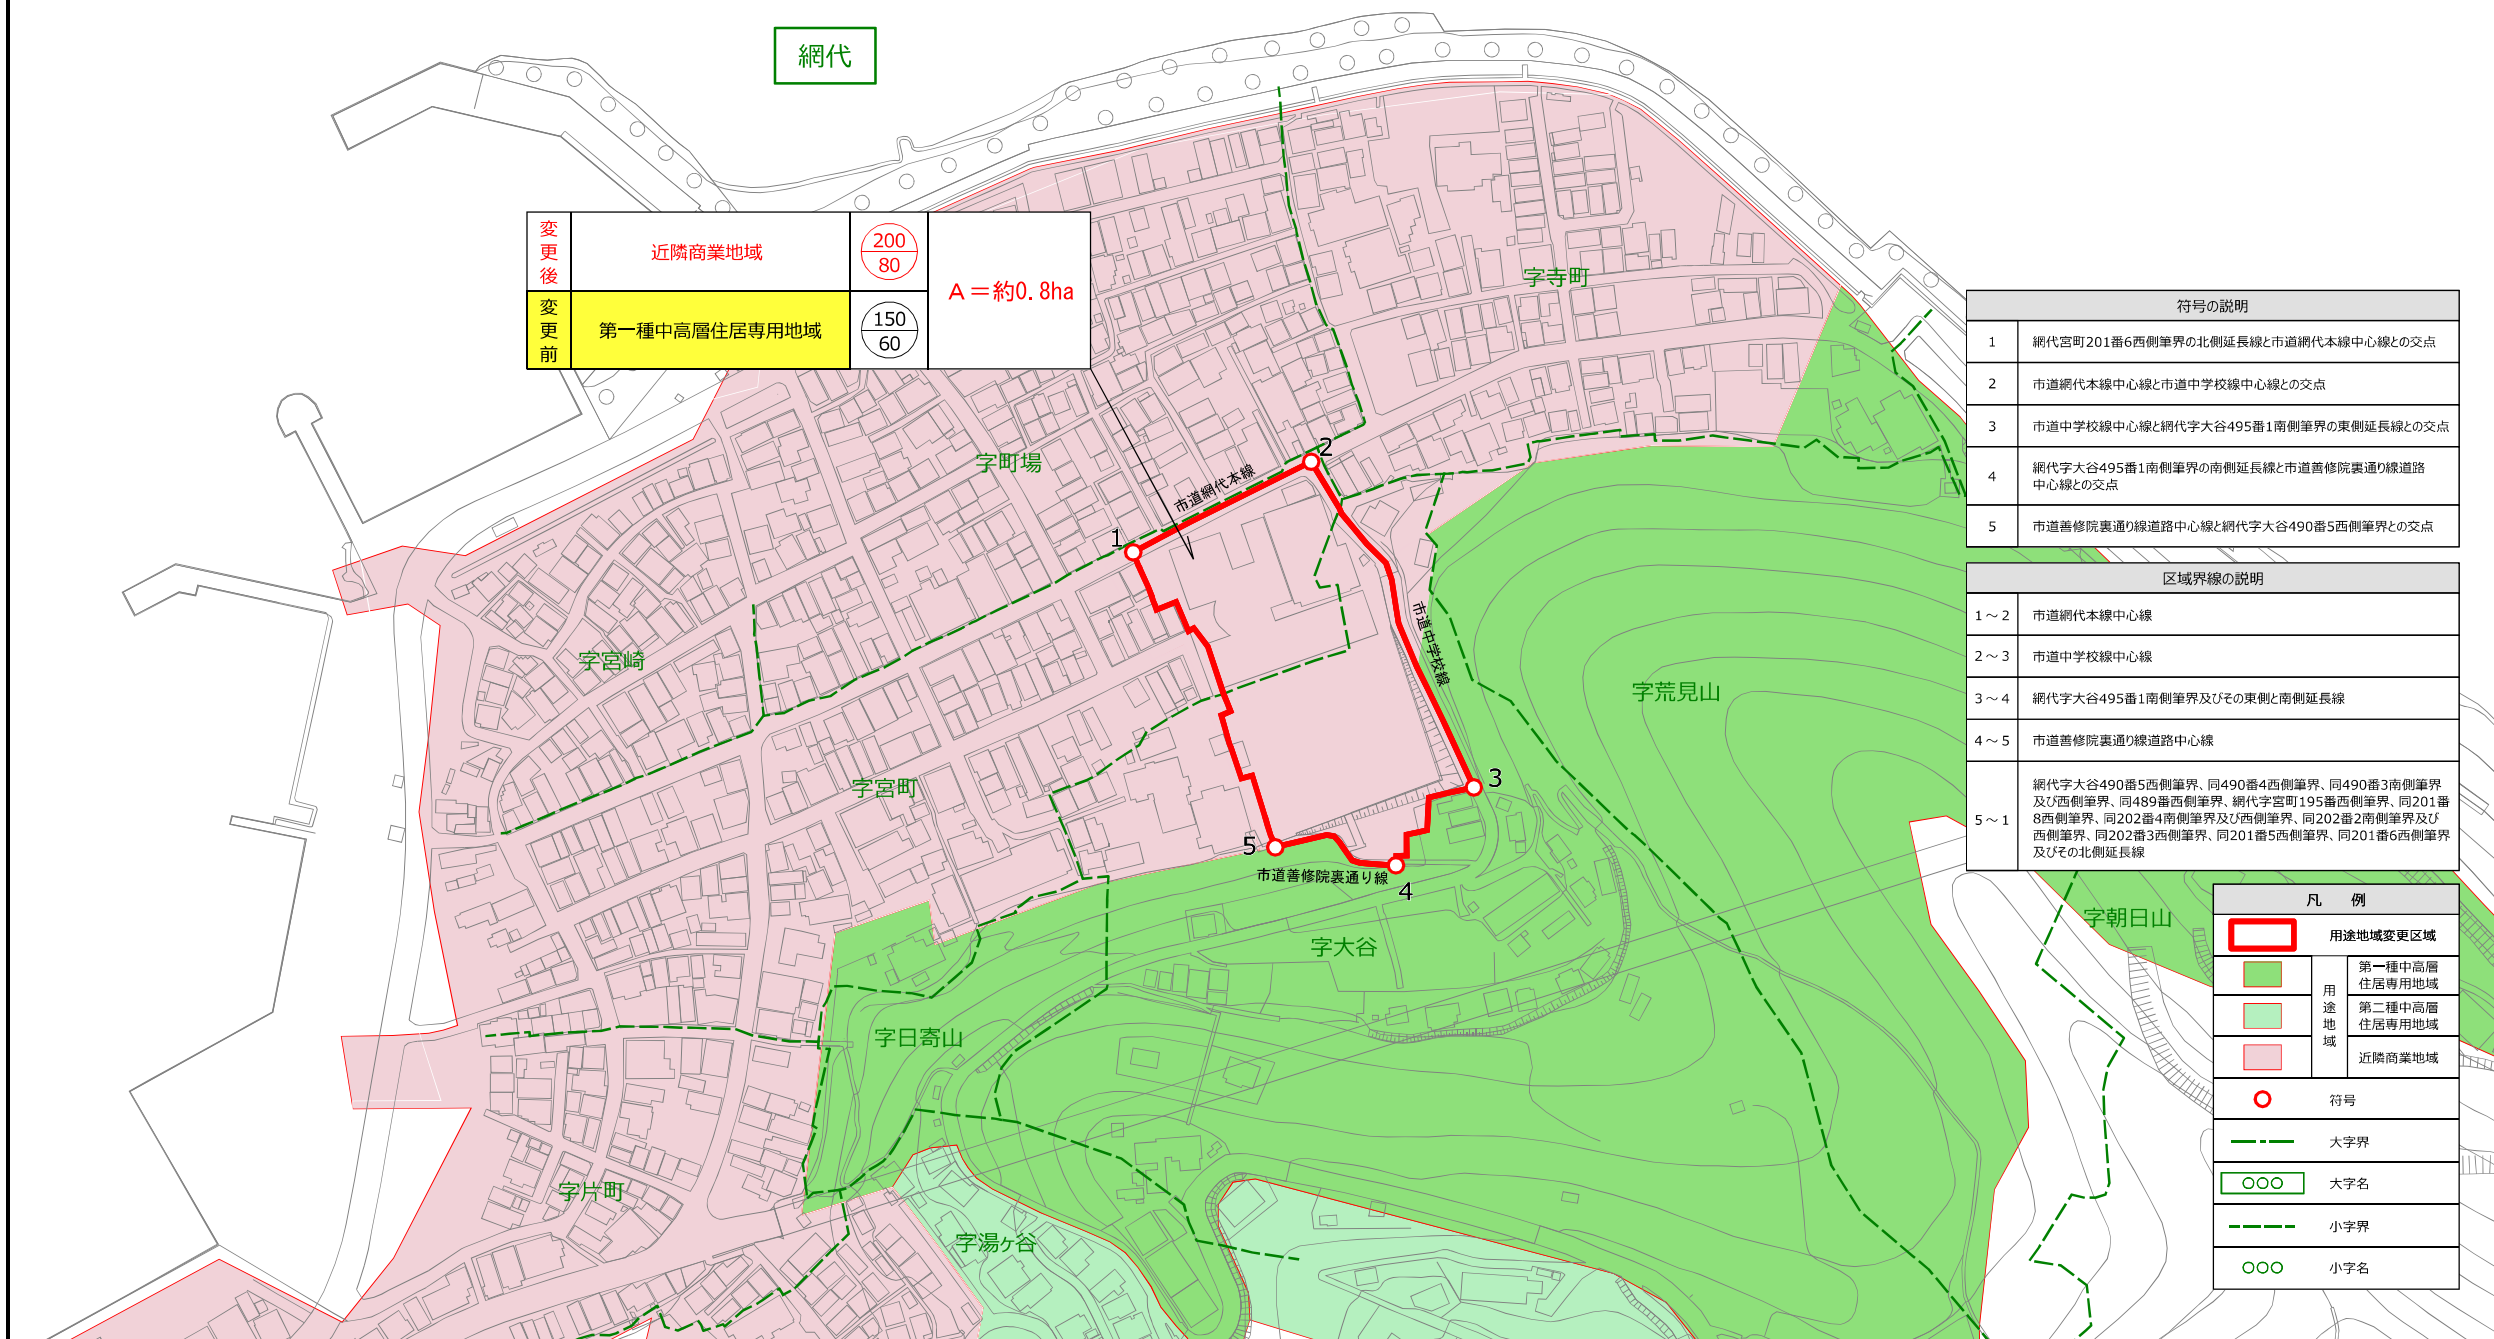 網代
変更後
近隣商業地域
200
80
変更前
第一種中高層住居専用地域
150
60
A＝約0.8ha
字寺町
字町場
市道網代本線
1
2
3
4
5
市道中学校線
市道善修院裏通り線
字宮崎
字宮町
字荒見山
字大谷
字朝日山
字日寄山
字片町
字湯ヶ谷
符号の説明
1 網代宮町201番6西側筆界の北側延長線と市道網代本線中心線との交点
2 市道網代本線中心線と市道中学校線中心線との交点
3 市道中学校線中心線と網代字大谷495番1南側筆界の東側延長線との交点
4 網代字大谷495番1南側筆界の南側延長線と市道善修院裏通り線道路
中心線との交点
5 市道善修院裏通り線道路中心線と網代字大谷490番5西側筆界との交点
区域界線の説明
1～2 市道網代本線中心線
2～3 市道中学校線中心線
3～4 網代字大谷495番1南側筆界及びその東側と南側延長線
4～5 市道善修院裏通り線道路中心線
5～1 網代字大谷490番5西側筆界、同490番4西側筆界、同490番3南側筆界
及び西側筆界、同489番西側筆界、網代字宮町195番西側筆界、同201番
8西側筆界、同202番4南側筆界及び西側筆界、同202番2南側筆界及び
西側筆界、同202番3西側筆界、同201番5西側筆界、同201番6西側筆界
及びその北側延長線
凡 例
用途地域変更区域
用途地域
第一種中高層
住居専用地域
第二種中高層
住居専用地域
近隣商業地域
符号
大字界
○○○ 大字名
小字界
○○○ 小字名